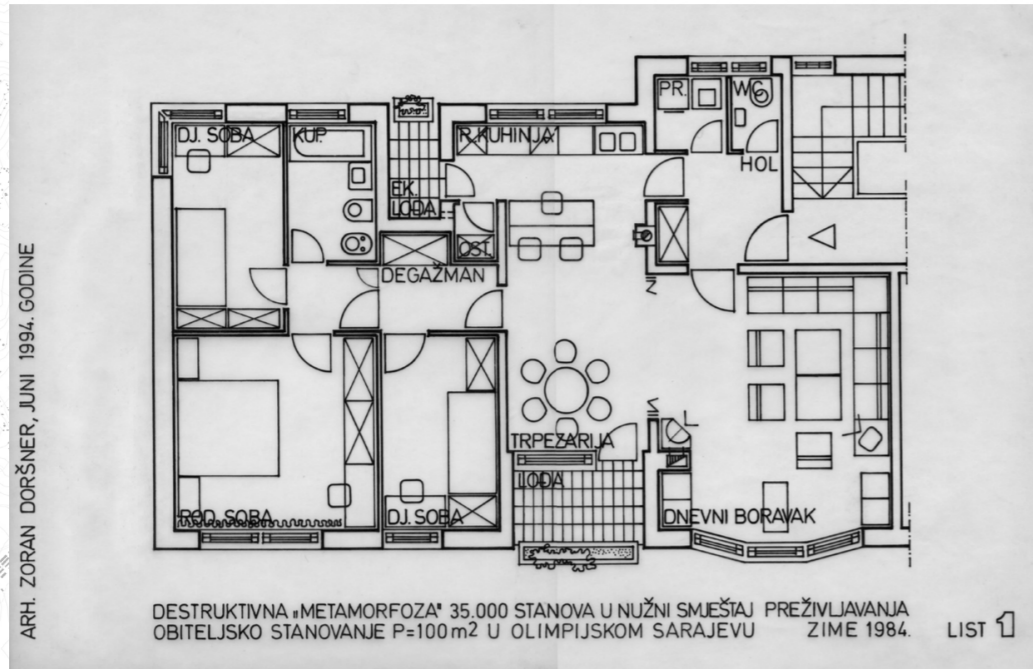 PR.
WC
DJ. SOBA
KUP.
R.KUHINJA
HOL
EK.
LOĐA
OST.
DEGAŽMAN
TRPEZARIJA
LOĐA
ROD. SOBA
DJ. SOBA
DNEVNI BORAVAK
ARH. ZORAN DORŠNER, JUNI 1994. GODINE
DESTRUKTIVNA „METAMORFOZA" 35.000 STANOVA U NUŽNI SMJEŠTAJ PREŽIVLJAVANJA
OBITELJSKO STANOVANJE P=100m² U OLIMPIJSKOM SARAJEVU ZIME 1984. LIST 1